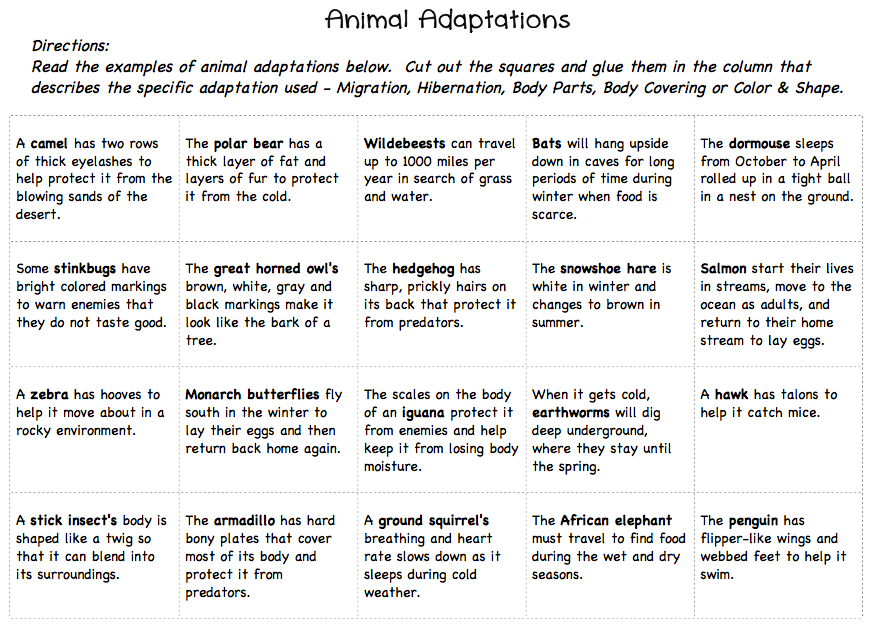 Animal Adaptations
Directions:
Read the examples of animal adaptations below.  Cut out the squares and glue them in the column that
describes the specific adaptation used - Migration, Hibernation, Body Parts, Body Covering or Color & Shape.
A camel has two rows
of thick eyelashes to
help protect it from the
blowing sands of the
desert.
The polar bear has a
thick layer of fat and
layers of fur to protect
it from the cold.
Wildebeests can travel
up to 1000 miles per
year in search of grass
and water.
Bats will hang upside
down in caves for long
periods of time during
winter when food is
scarce.
The dormouse sleeps
from October to April
rolled up in a tight ball
in a nest on the ground.
Some stinkbugs have
bright colored markings
to warn enemies that
they do not taste good.
The great horned owl's
brown, white, gray and
black markings make it
look like the bark of a
tree.
The hedgehog has
sharp, prickly hairs on
its back that protect it
from predators.
The snowshoe hare is
white in winter and
changes to brown in
summer.
Salmon start their lives
in streams, move to the
ocean as adults, and
return to their home
stream to lay eggs.
A zebra has hooves to
help it move about in a
rocky environment.
Monarch butterflies fly
south in the winter to
lay their eggs and then
return back home again.
The scales on the body
of an iguana protect it
from enemies and help
keep it from losing body
moisture.
When it gets cold,
earthworms will dig
deep underground,
where they stay until
the spring.
A hawk has talons to
help it catch mice.
A stick insect's body is
shaped like a twig so
that it can blend into
its surroundings.
The armadillo has hard
bony plates that cover
most of its body and
protect it from
predators.
A ground squirrel's
breathing and heart
rate slows down as it
sleeps during cold
weather.
The African elephant
must travel to find food
during the wet and dry
seasons.
The penguin has
flipper-like wings and
webbed feet to help it
swim.